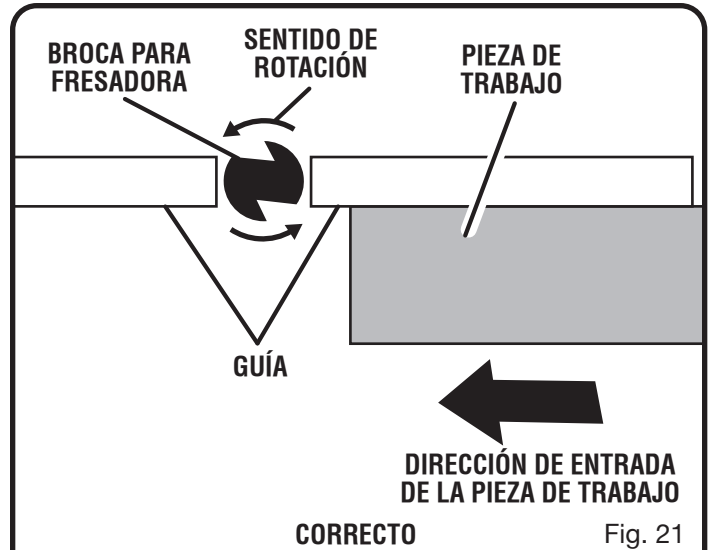 BROCA PARA
FRESADORA
SENTIDO DE
ROTACIÓN
PIEZA DE
TRABAJO
GUÍA
DIRECCIÓN DE ENTRADA
DE LA PIEZA DE TRABAJO
CORRECTO
Fig. 21